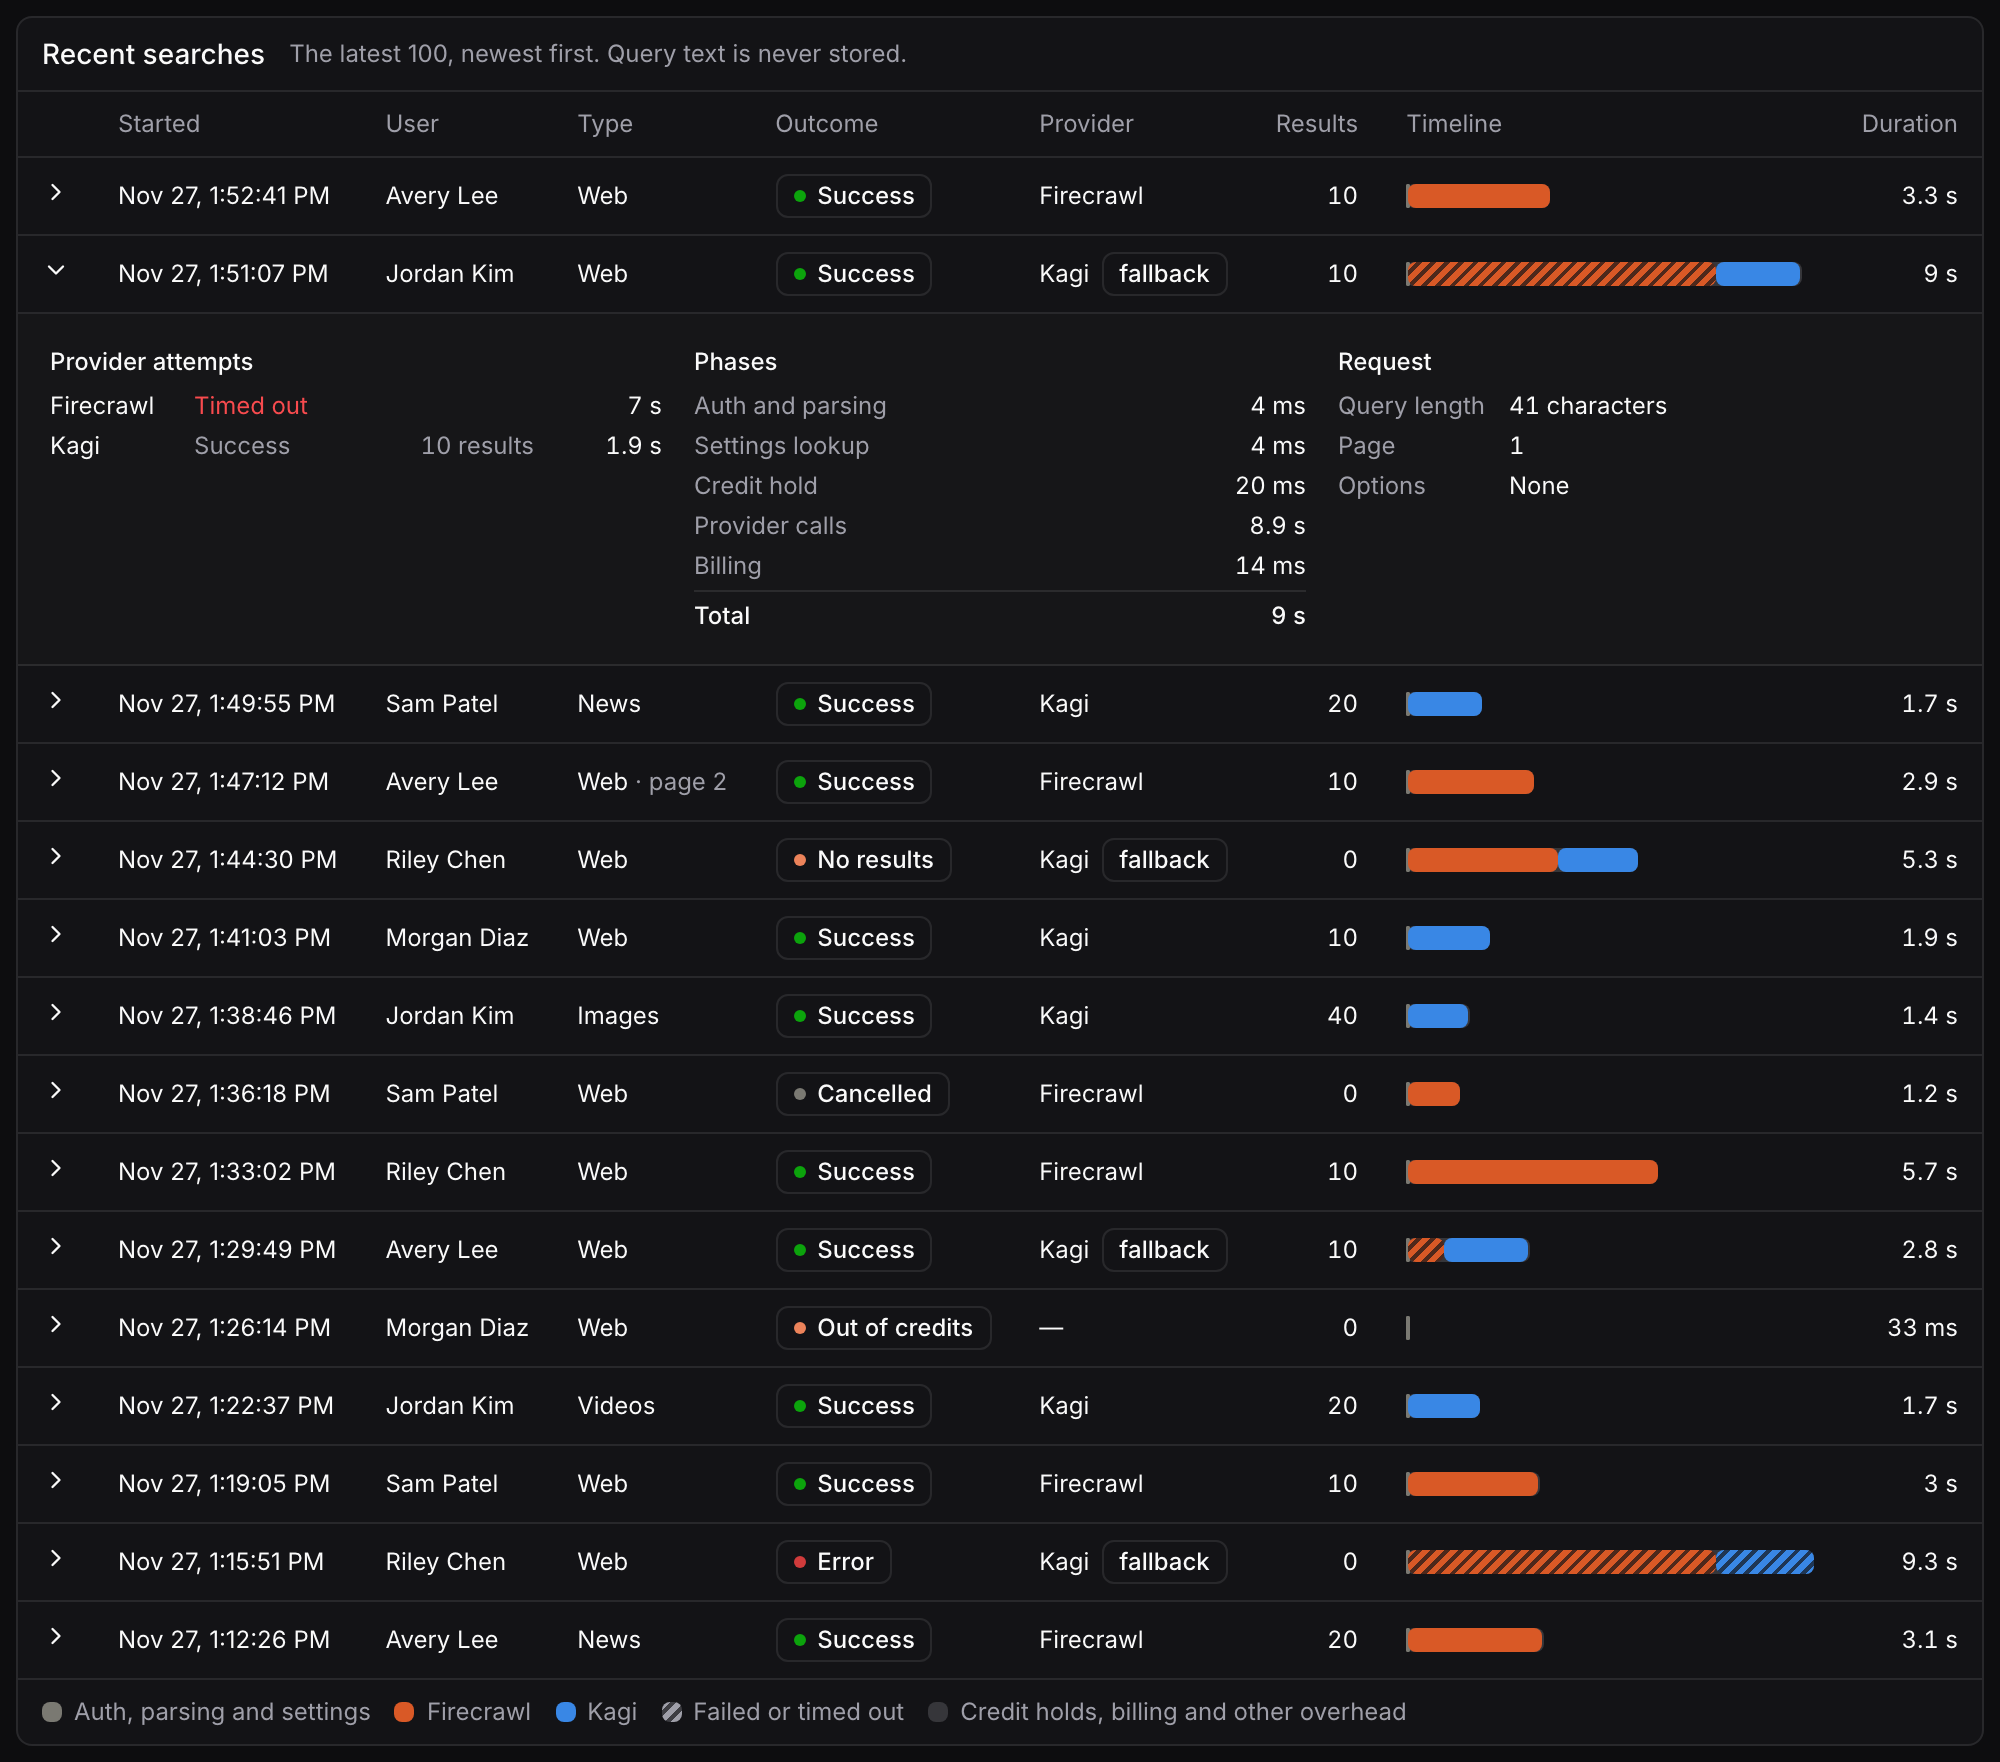 Recent searches The latest 100, newest first. Query text is never stored.
Started User Type Outcome Provider Results Timeline Duration
Nov 27, 1:52:41 PM Avery Lee Web Success Firecrawl 10 3.3 s
Nov 27, 1:51:07 PM Jordan Kim Web Success Kagi fallback 10 9 s
Provider attempts
Firecrawl Timed out 7 s
Kagi Success 10 results 1.9 s
Phases
Auth and parsing 4 ms
Settings lookup 4 ms
Credit hold 20 ms
Provider calls 8.9 s
Billing 14 ms
Total 9 s
Request
Query length 41 characters
Page 1
Options None
Nov 27, 1:49:55 PM Sam Patel News Success Kagi 20 1.7 s
Nov 27, 1:47:12 PM Avery Lee Web · page 2 Success Firecrawl 10 2.9 s
Nov 27, 1:44:30 PM Riley Chen Web No results Kagi fallback 0 5.3 s
Nov 27, 1:41:03 PM Morgan Diaz Web Success Kagi 10 1.9 s
Nov 27, 1:38:46 PM Jordan Kim Images Success Kagi 40 1.4 s
Nov 27, 1:36:18 PM Sam Patel Web Cancelled Firecrawl 0 1.2 s
Nov 27, 1:33:02 PM Riley Chen Web Success Firecrawl 10 5.7 s
Nov 27, 1:29:49 PM Avery Lee Web Success Kagi fallback 10 2.8 s
Nov 27, 1:26:14 PM Morgan Diaz Web Out of credits — 0 33 ms
Nov 27, 1:22:37 PM Jordan Kim Videos Success Kagi 20 1.7 s
Nov 27, 1:19:05 PM Sam Patel Web Success Firecrawl 10 3 s
Nov 27, 1:15:51 PM Riley Chen Web Error Kagi fallback 0 9.3 s
Nov 27, 1:12:26 PM Avery Lee News Success Firecrawl 20 3.1 s
Auth, parsing and settings Firecrawl Kagi Failed or timed out Credit holds, billing and other overhead